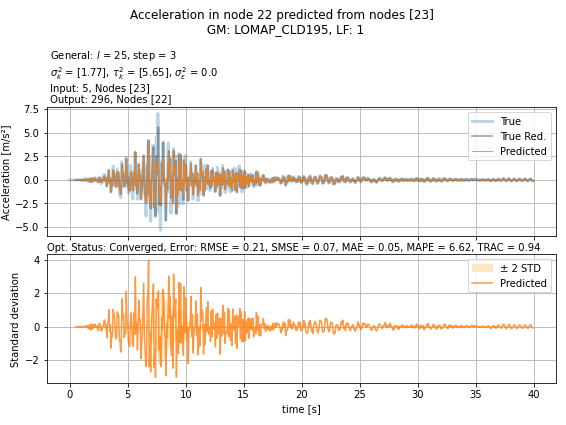 Acceleration in node 22 predicted from nodes [23]
GM: LOMAP_CLD195, LF: 1
General: l = 25, step = 3
σ²ₖ = [1.77], τ²ₖ = [5.65], σ²ε = 0.0
Input: 5, Nodes [23]
Output: 296, Nodes [22]
7.5
5.0
2.5
0.0
−2.5
−5.0
Acceleration [m/s²]
True
True Red.
Predicted
Opt. Status: Converged, Error: RMSE = 0.21, SMSE = 0.07, MAE = 0.05, MAPE = 6.62, TRAC = 0.94
4
2
0
−2
Standard deviation
± 2 STD
Predicted
0 5 10 15 20 25 30 35 40
time [s]